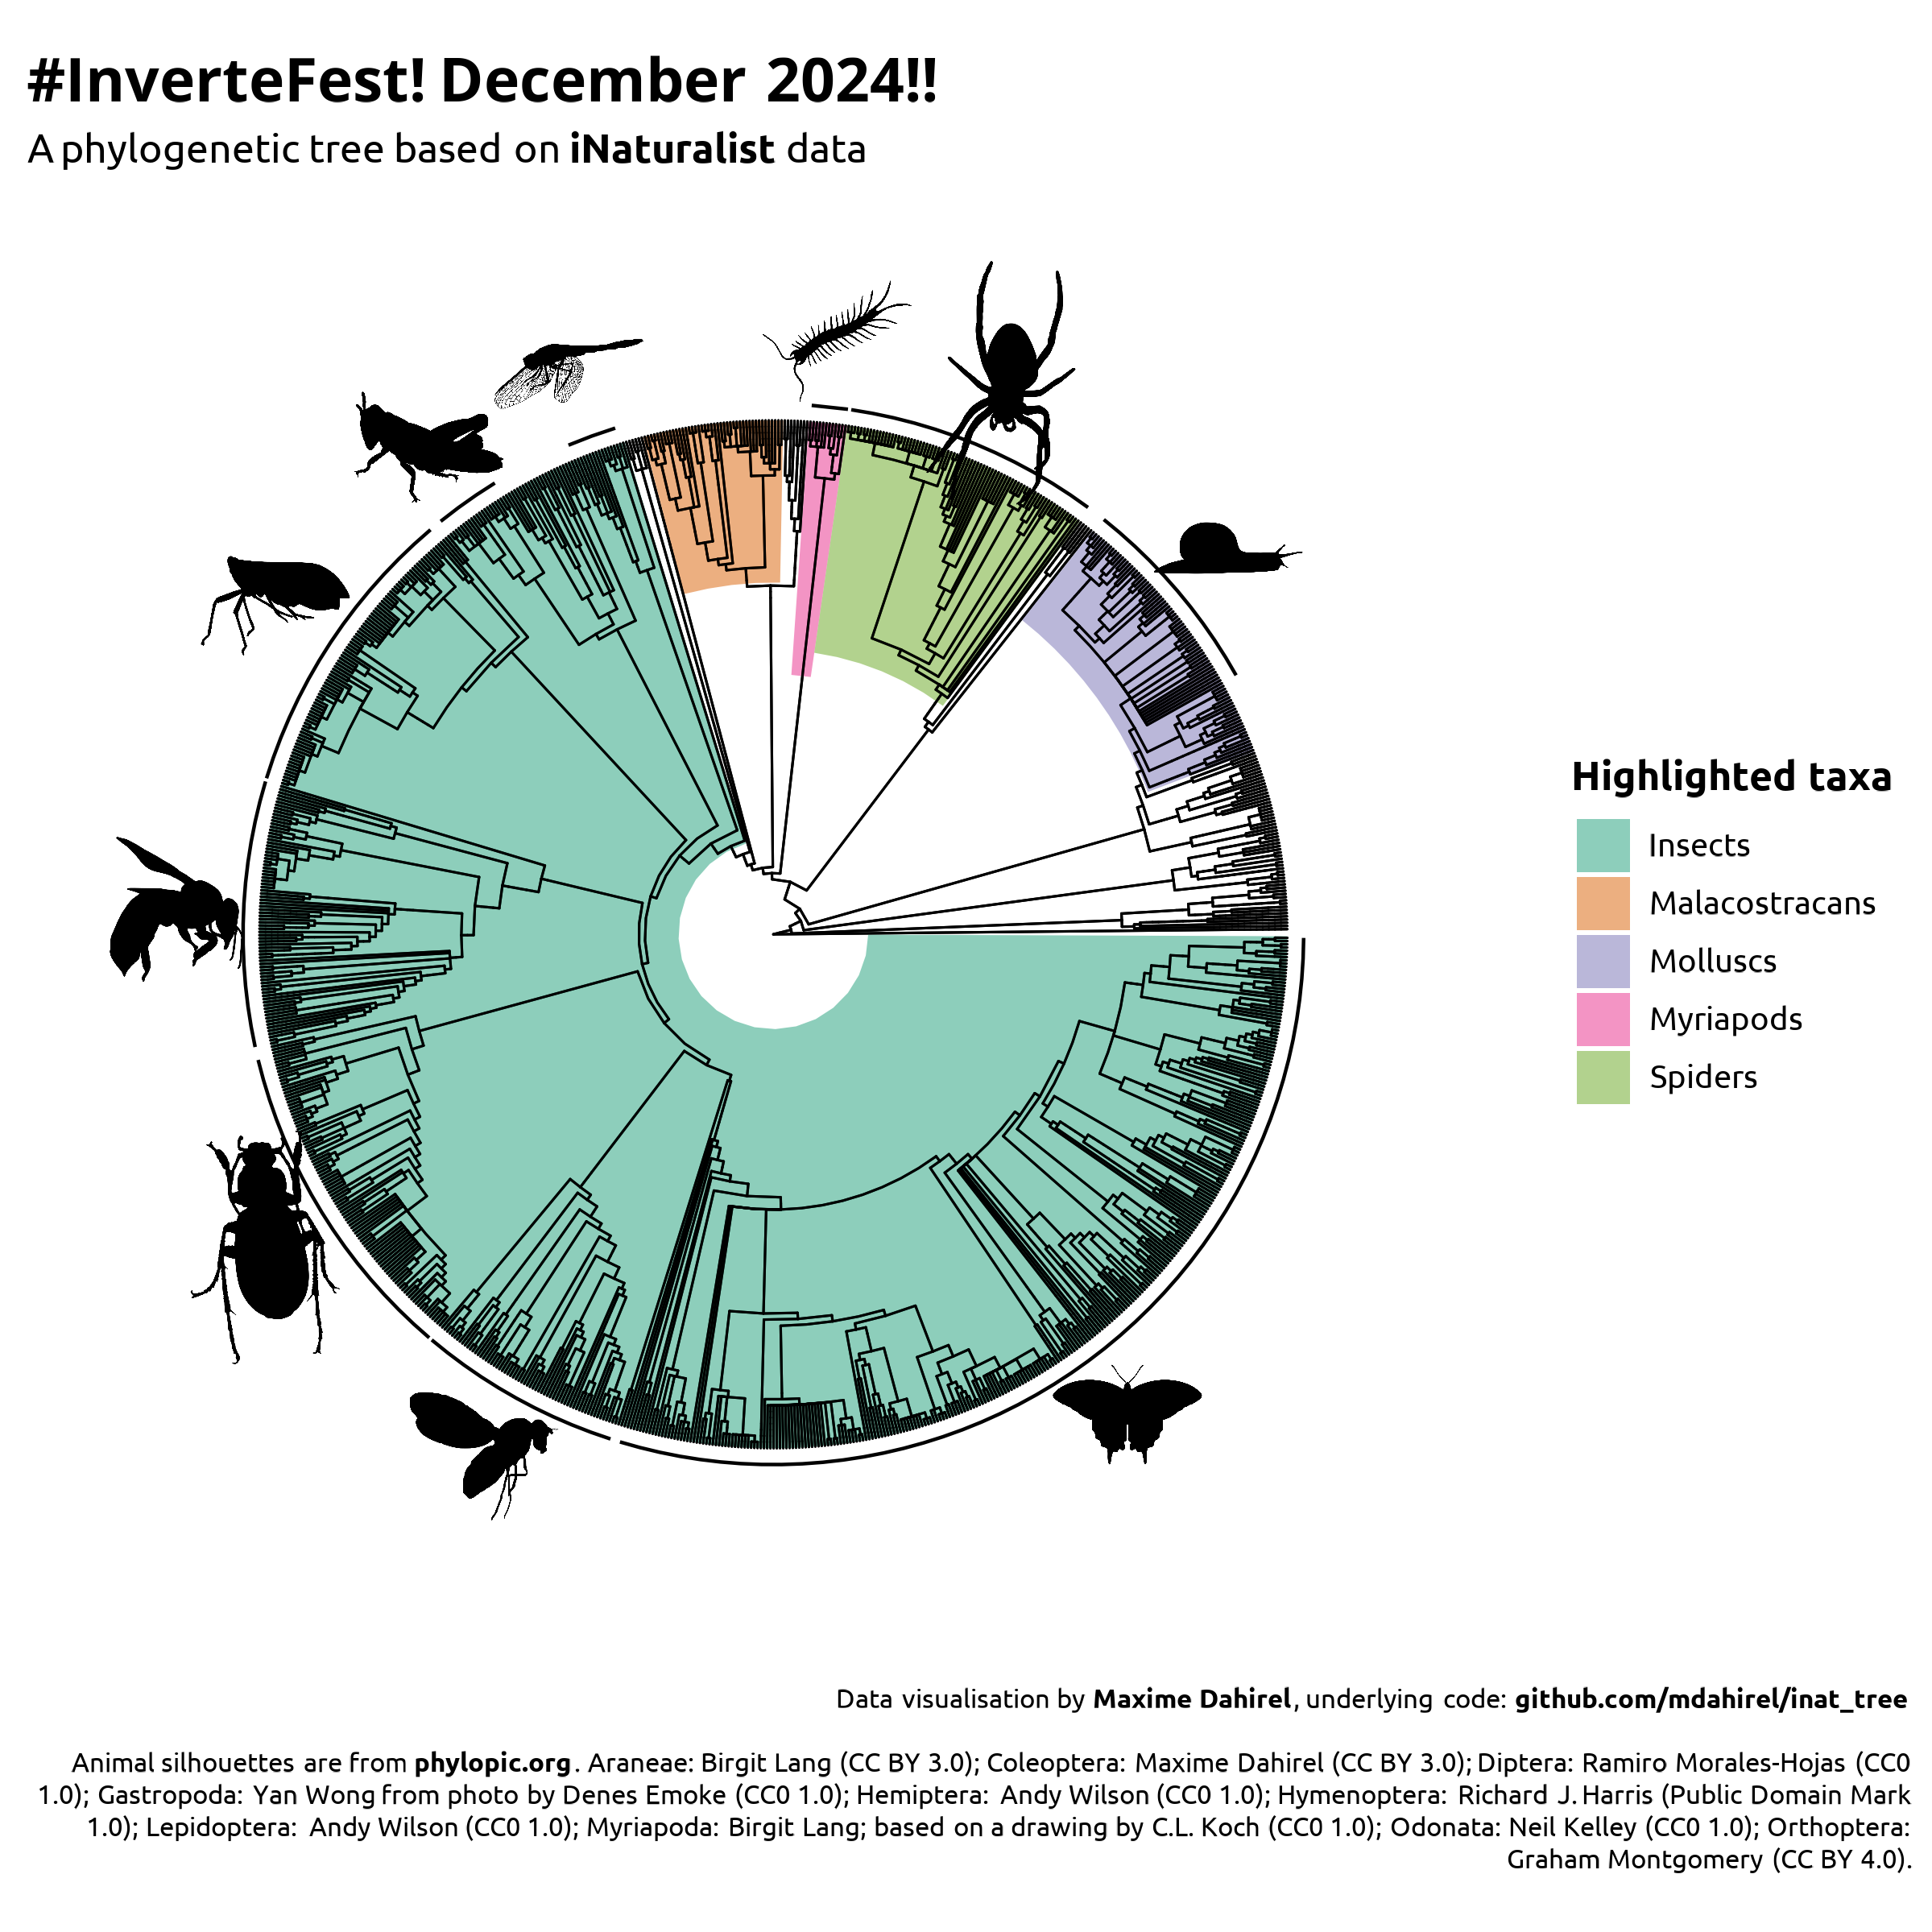 #InverteFest! December 2024!!
A phylogenetic tree based on iNaturalist data
Highlighted taxa
Insects
Malacostracans
Molluscs
Myriapods
Spiders
Data visualisation by Maxime Dahirel, underlying code: github.com/mdahirel/inat_tree
Animal silhouettes are from phylopic.org. Araneae: Birgit Lang (CC BY 3.0); Coleoptera: Maxime Dahirel (CC BY 3.0); Diptera: Ramiro Morales-Hojas (CC0
1.0); Gastropoda: Yan Wong from photo by Denes Emoke (CC0 1.0); Hemiptera: Andy Wilson (CC0 1.0); Hymenoptera: Richard J. Harris (Public Domain Mark
1.0); Lepidoptera: Andy Wilson (CC0 1.0); Myriapoda: Birgit Lang; based on a drawing by C.L. Koch (CC0 1.0); Odonata: Neil Kelley (CC0 1.0); Orthoptera:
Graham Montgomery (CC BY 4.0).